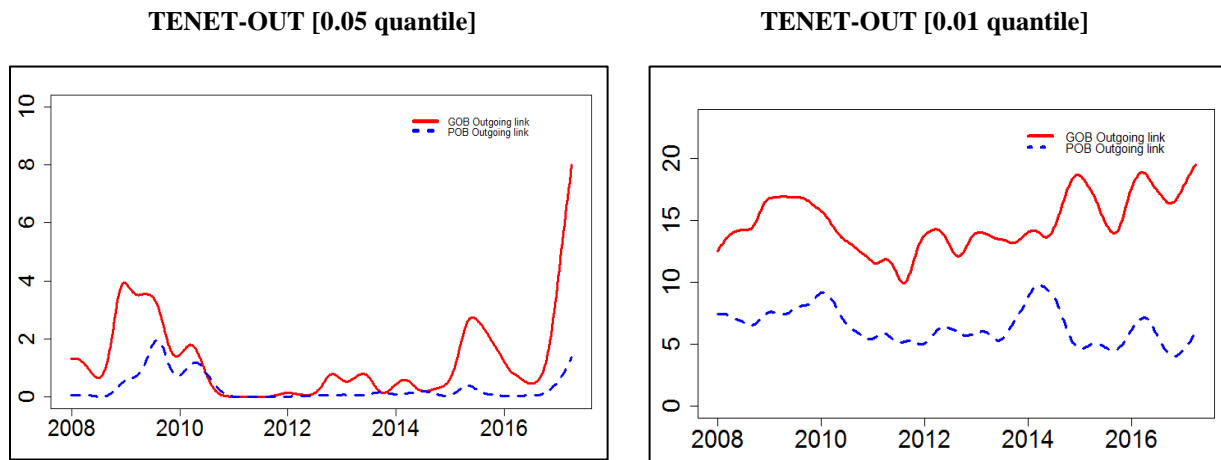 TENET-OUT [0.05 quantile]
10
8
6
4
2
0
GOB Outgoing link
POB Outgoing link
2008 2010 2012 2014 2016
TENET-OUT [0.01 quantile]
20
15
10
5
0
GOB Outgoing link
POB Outgoing link
2008 2010 2012 2014 2016